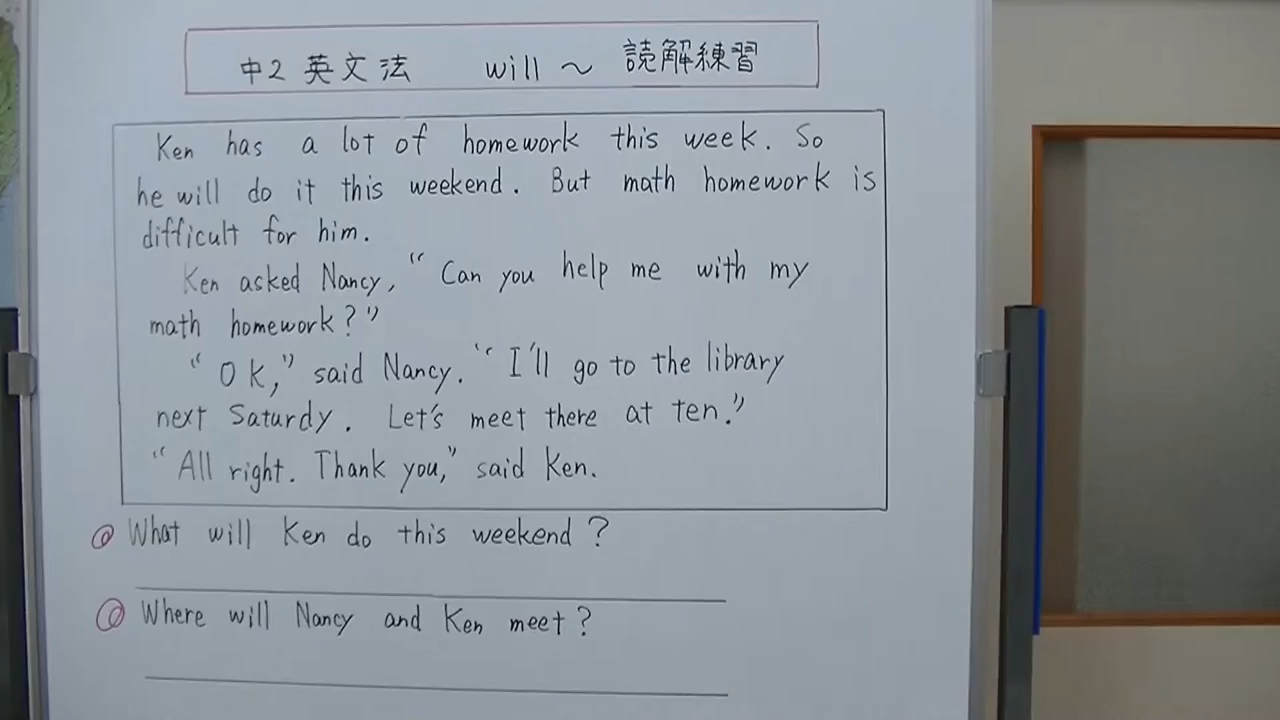 中2 英文法 will ～ 読解練習
Ken has a lot of homework this week. So
he will do it this weekend. But math homework is
difficult for him.
Ken asked Nancy, “Can you help me with my
math homework?”
“OK,” said Nancy. “I'll go to the library
next Saturdy. Let's meet there at ten.”
“All right. Thank you,” said Ken.
What will Ken do this weekend?
Where will Nancy and Ken meet?